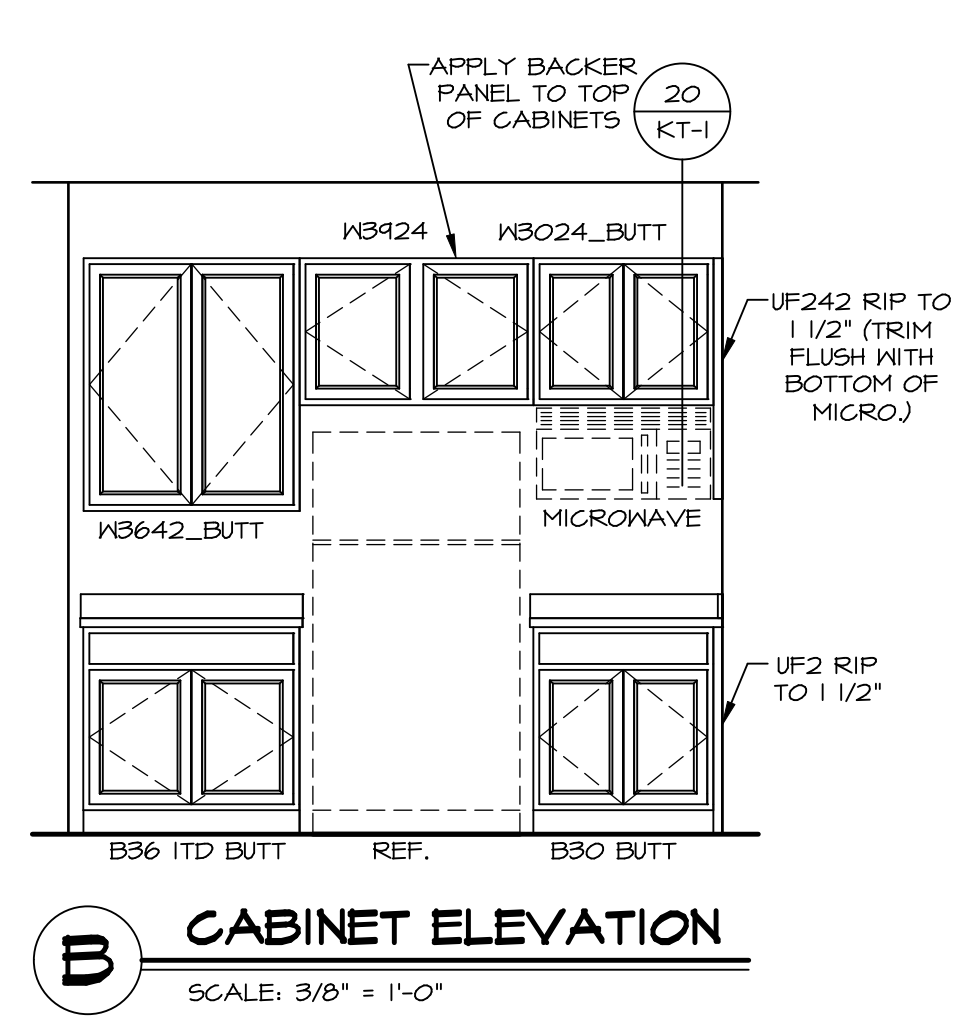 APPLY BACKER
PANEL TO TOP
OF CABINETS
20
KT-1
W3924
W3024_BUTT
UF242 RIP TO
1 1/2" (TRIM
FLUSH WITH
BOTTOM OF
MICRO.)
W3642_BUTT
MICROWAVE
UF2 RIP
TO 1 1/2"
B36 1TD BUTT
REF.
B30 BUTT
B
CABINET ELEVATION
SCALE: 3/8" = 1'-0"